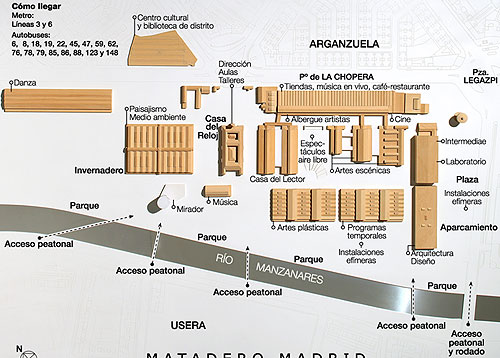 Cómo llegar
Metro:
Líneas 3 y 6
Autobuses:
6, 8, 18, 19, 22, 45, 47, 59, 62,
76, 78, 79, 85, 86, 88, 123 y 148
Centro cultural
y biblioteca de distrito
ARGANZUELA
Dirección
Aulas
Talleres
Pº de LA CHOPERA
Tiendas, música en vivo, café-restaurante
Pza.
LEGAZPI
Danza
Paisajismo
Medio ambiente
Casa
del
Reloj
Albergue artistas
Cine
Espec-
táculos
aire libre
Intermediae
Laboratorio
Invernadero
Casa del Lector
Artes escénicas
Plaza
Instalaciones
efímeras
Mirador
Música
Parque
Aparcamiento
Artes plásticas
Programas
temporales
Instalaciones
efímeras
Arquitectura
Diseño
Acceso peatonal
Parque
Parque
RÍO MANZANARES
Acceso peatonal
Acceso peatonal
Parque
Acceso peatonal
Acceso
peatonal
y rodado
USERA
N
MATADERO MADRID